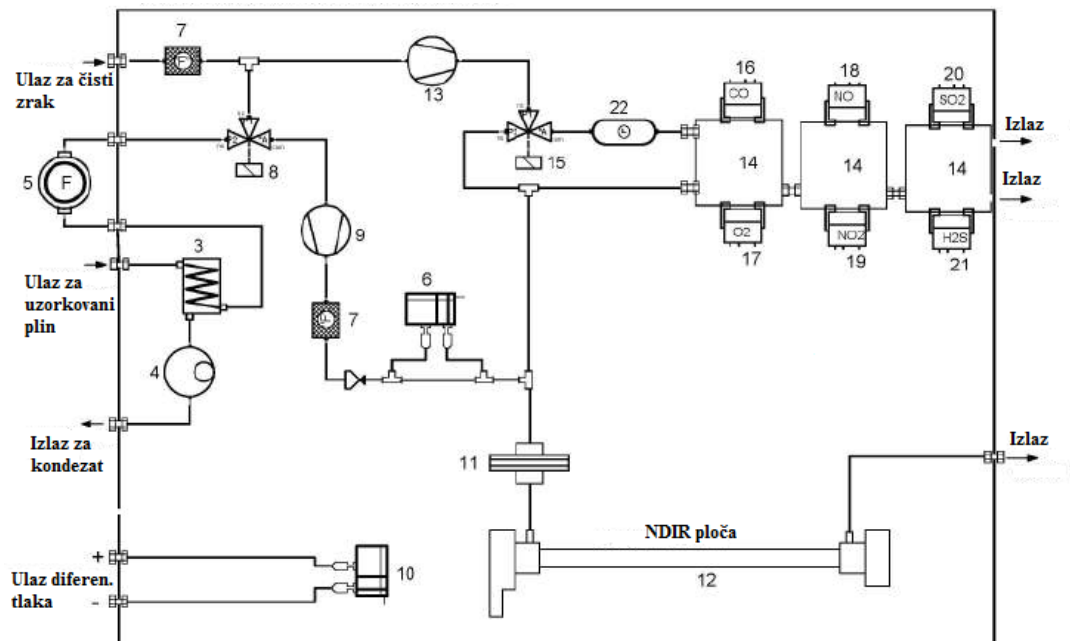 7
Ulaz za čisti
zrak
F
13
16
CO
18
NO
20
SO2
Izlaz
22
8
15
14
14
14
Izlaz
5
F
9
O2
17
NO2
19
H2S
21
3
Ulaz za
uzorkovani
plin
6
7
4
Izlaz za
kondezat
11
Izlaz
NDIR ploča
12
+
Ulaz diferen.
tlaka
-
10